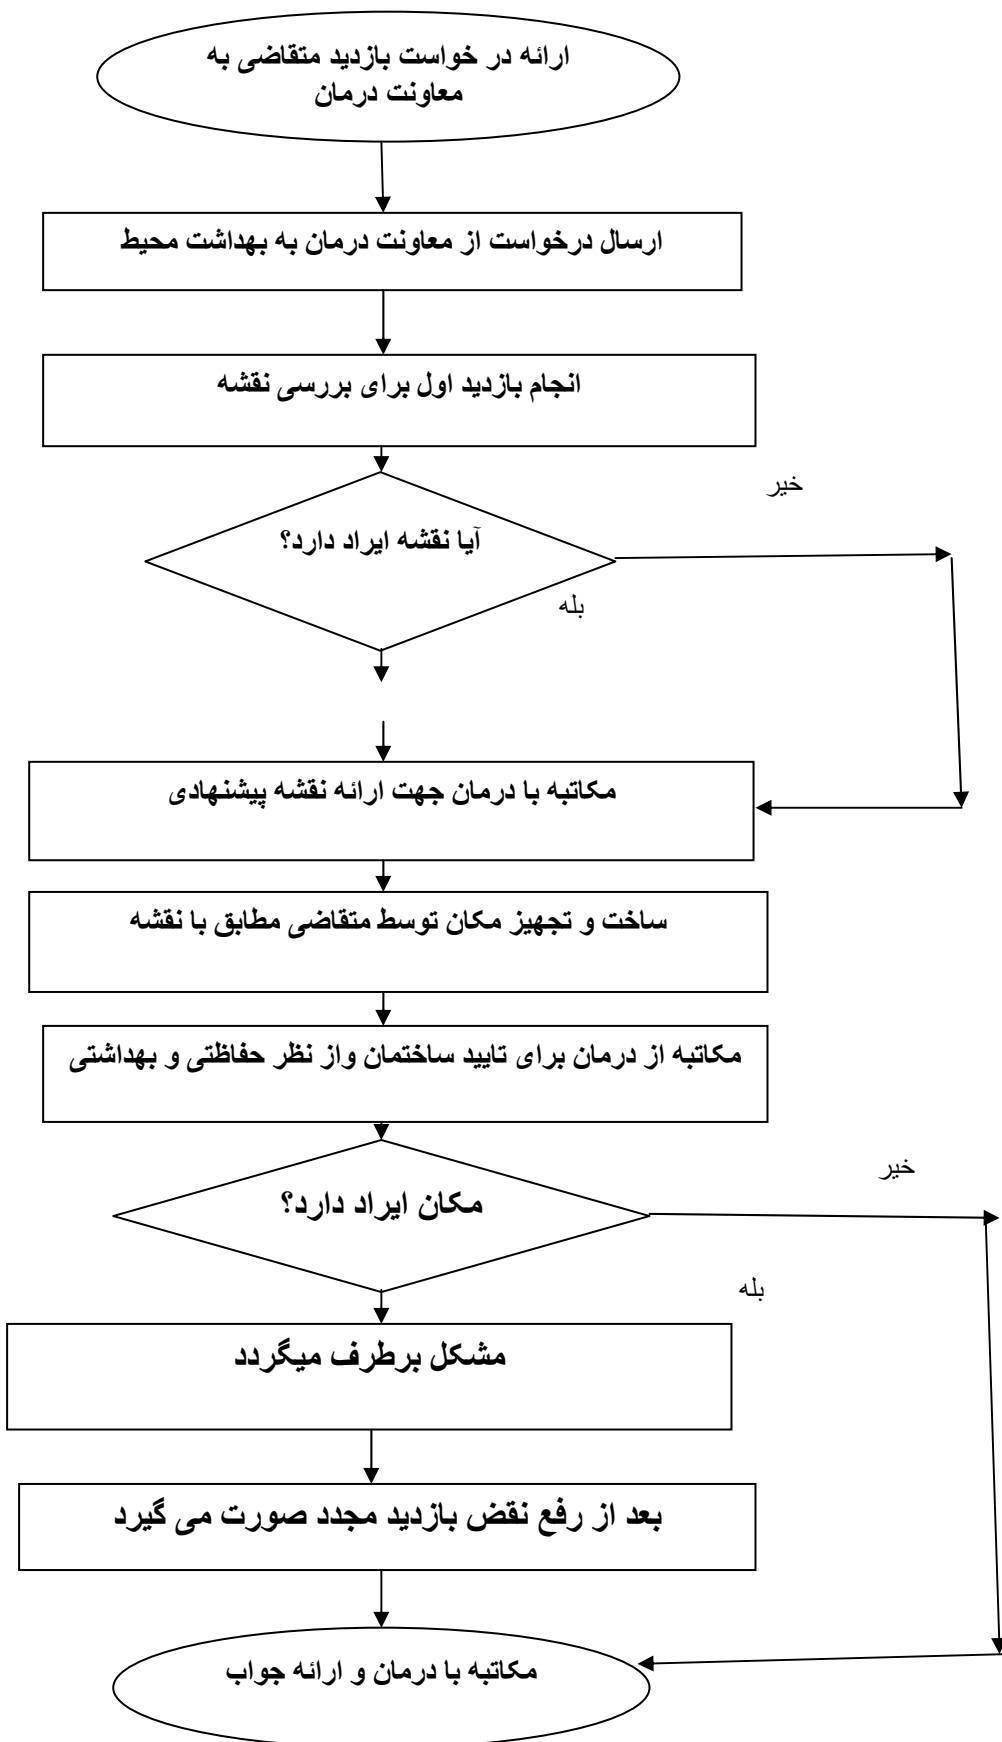 ارائه در خواست بازدید متقاضی به
معاونت درمان
ارسال درخواست از معاونت درمان به بهداشت محیط
انجام بازدید اول برای بررسی نقشه
خیر
آیا نقشه ایراد دارد؟
بله
مکاتبه با درمان جهت ارائه نقشه پیشنهادی
ساخت و تجهیز مکان توسط متقاضی مطابق با نقشه
مکاتبه از درمان برای تایید ساختمان واز نظر حفاظتی و بهداشتی
خیر
مکان ایراد دارد؟
بله
مشکل برطرف میگردد
بعد از رفع نقض بازدید مجدد صورت می گیرد
مکاتبه با درمان و ارائه جواب